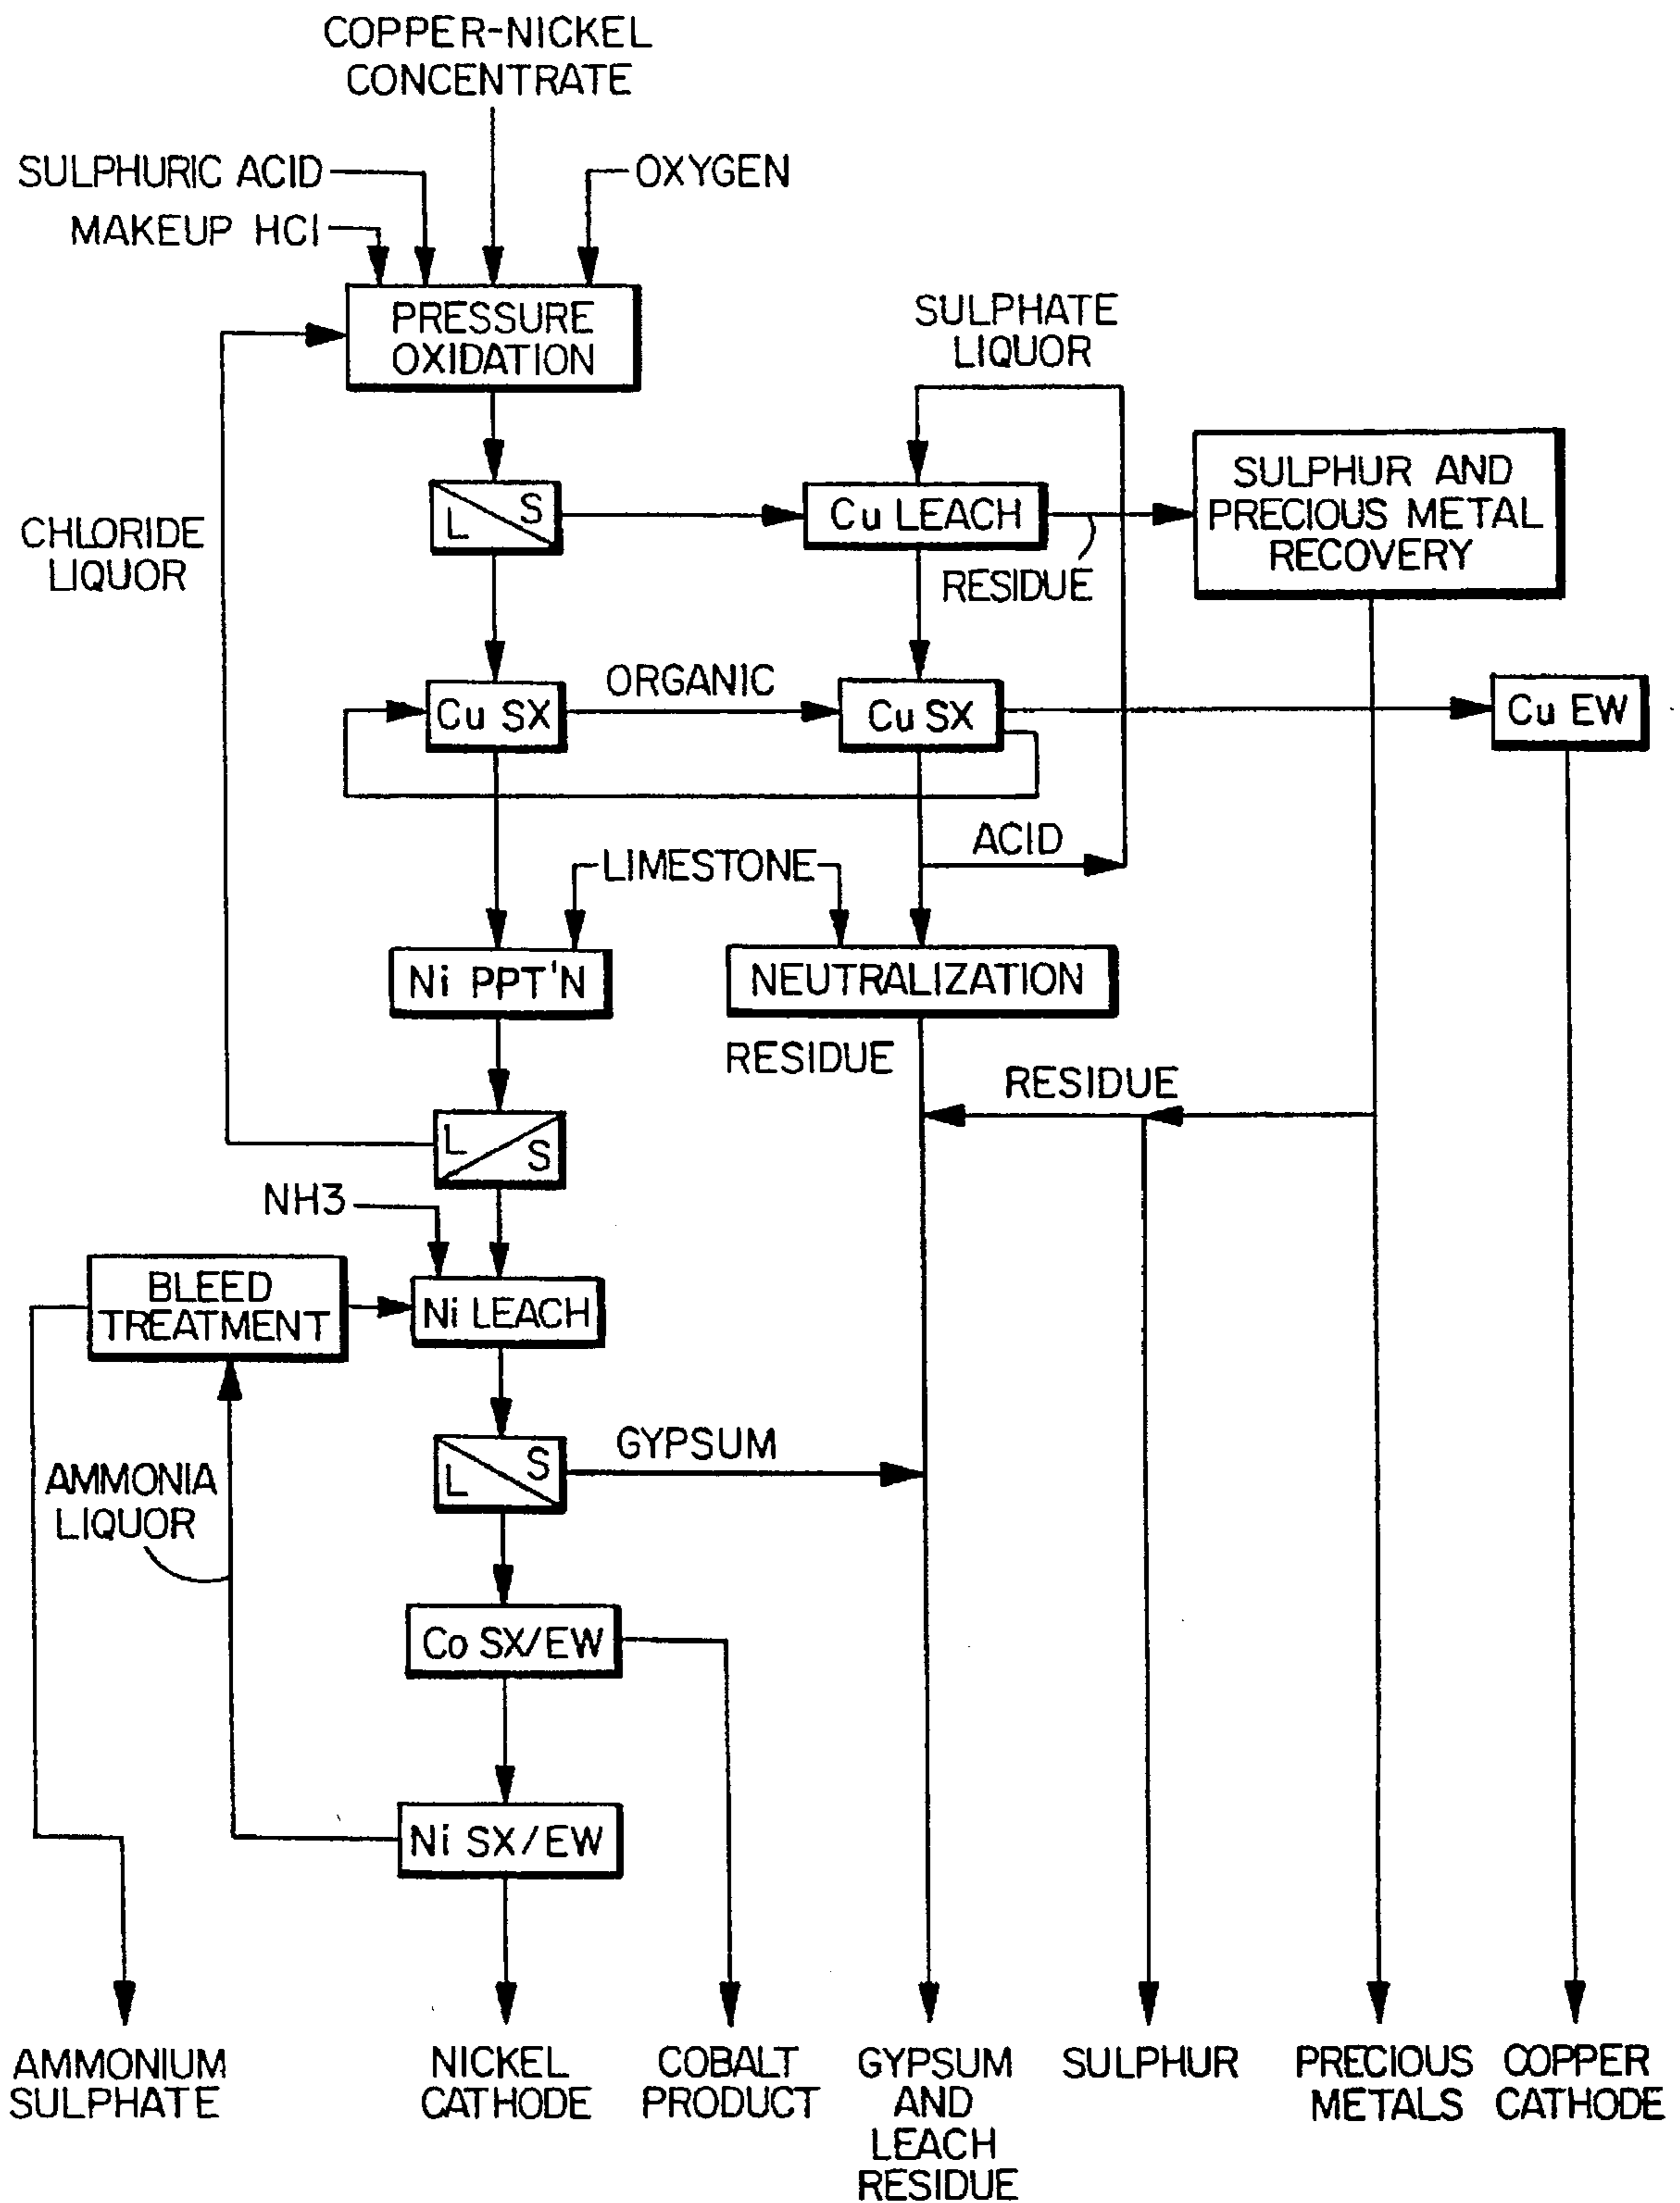 COPPER-NICKEL
CONCENTRATE
SULPHURIC ACID
OXYGEN
MAKEUP HCl
PRESSURE
OXIDATION
SULPHATE
LIQUOR
CHLORIDE
LIQUOR
L S
Cu LEACH
SULPHUR AND
PRECIOUS METAL
RECOVERY
RESIDUE
Cu SX
ORGANIC
Cu SX
Cu EW
ACID
LIMESTONE
Ni PPT'N
NEUTRALIZATION
RESIDUE
RESIDUE
L S
NH3
BLEED
TREATMENT
Ni LEACH
L S
GYPSUM
AMMONIA
LIQUOR
Co SX/EW
Ni SX/EW
AMMONIUM
SULPHATE
NICKEL
CATHODE
COBALT
PRODUCT
GYPSUM
AND
LEACH
RESIDUE
SULPHUR
PRECIOUS
METALS
COPPER
CATHODE